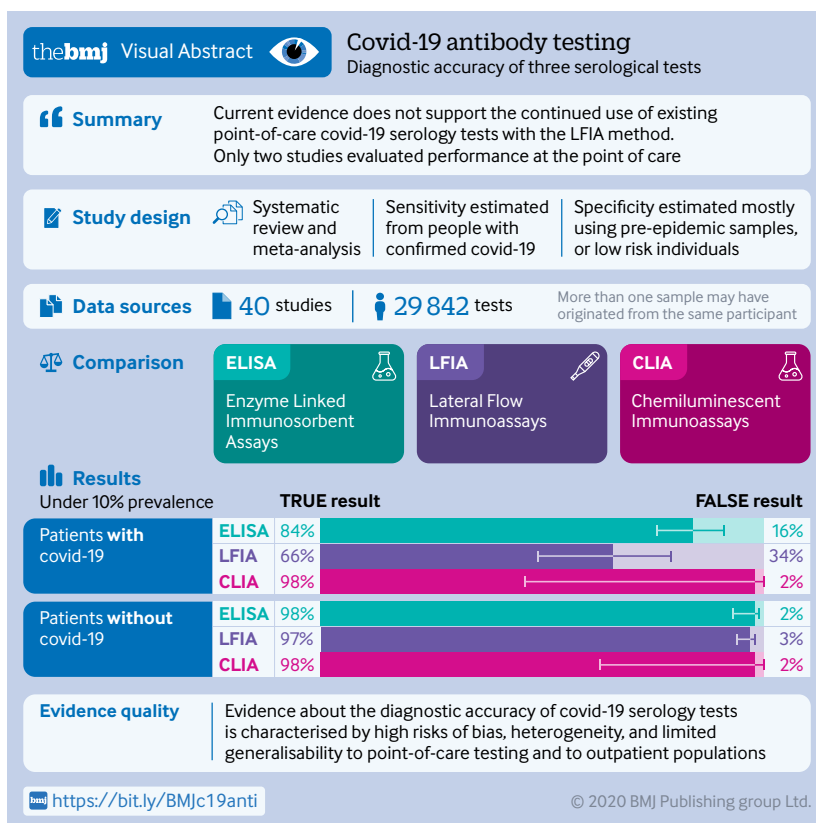 thebmj Visual Abstract
Covid-19 antibody testing
Diagnostic accuracy of three serological tests
Summary
Current evidence does not support the continued use of existing
point-of-care covid-19 serology tests with the LFIA method.
Only two studies evaluated performance at the point of care
Study design
Systematic
review and
meta-analysis
Sensitivity estimated
from people with
confirmed covid-19
Specificity estimated mostly
using pre-epidemic samples,
or low risk individuals
Data sources
40 studies
29 842 tests
More than one sample may have
originated from the same participant
Comparison
ELISA
Enzyme Linked
Immunosorbent
Assays
LFIA
Lateral Flow
Immunoassays
CLIA
Chemiluminescent
Immunoassays
Results
Under 10% prevalence
TRUE result
FALSE result
Patients with
covid-19
ELISA 84% 16%
LFIA 66% 34%
CLIA 98% 2%
Patients without
covid-19
ELISA 98% 2%
LFIA 97% 3%
CLIA 98% 2%
Evidence quality
Evidence about the diagnostic accuracy of covid-19 serology tests
is characterised by high risks of bias, heterogeneity, and limited
generalisability to point-of-care testing and to outpatient populations
bmj https://bit.ly/BMJc19anti
© 2020 BMJ Publishing group Ltd.